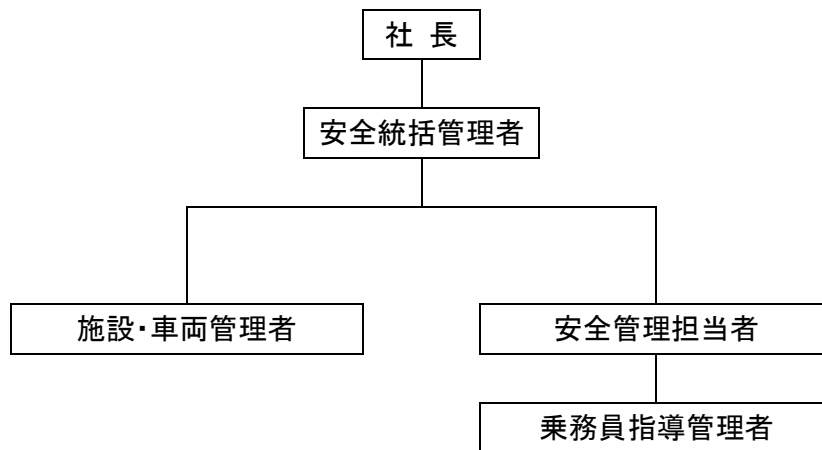 社 長
安全統括管理者
施設・車両管理者
安全管理担当者
乗務員指導管理者